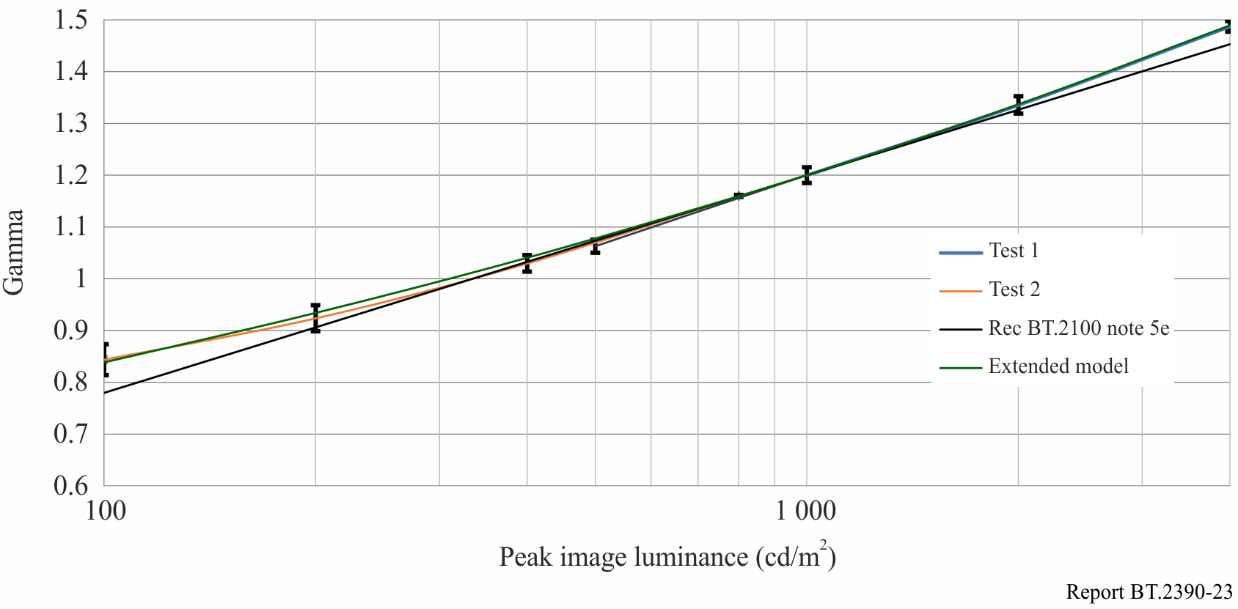 1.5
1.4
1.3
1.2
1.1
1
0.9
0.8
0.7
0.6
Gamma
Test 1
Test 2
Rec BT.2100 note 5e
Extended model
100
1 000
Peak image luminance (cd/m²)
Report BT.2390-23